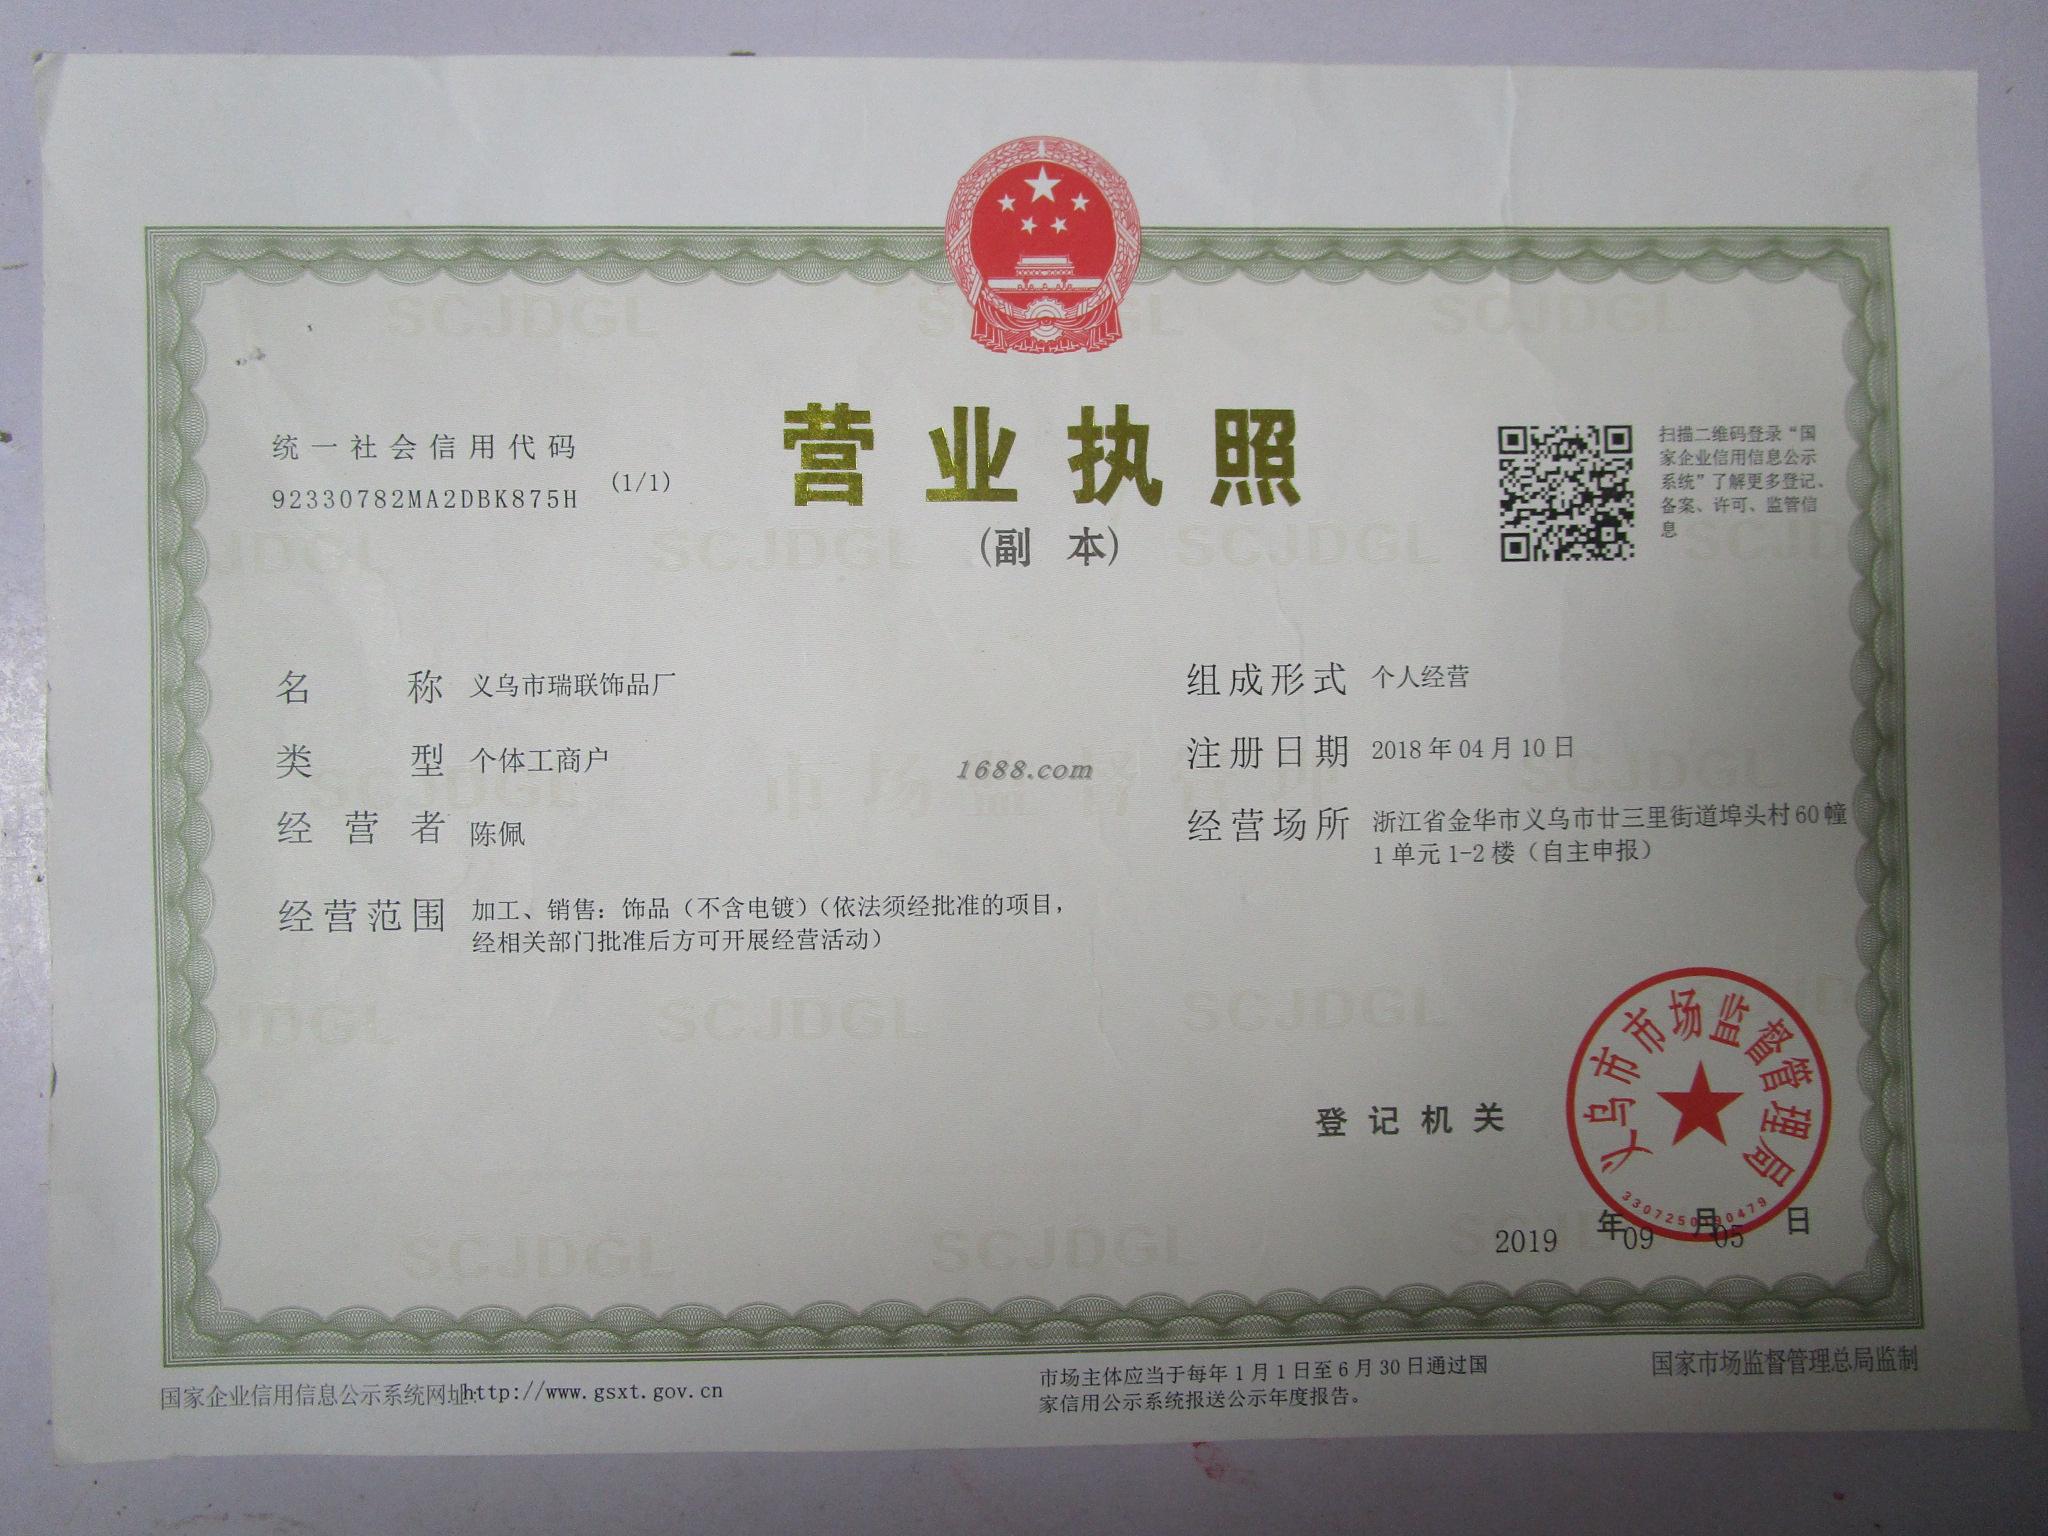 统一社会信用代码
92330782MA2DBK875H (1/1)
营业执照
(副 本)
扫描二维码登录“国
家企业信用信息公示
系统”了解更多登记、
备案、许可、监管信
息
名 称 义乌市瑞联饰品厂
类 型 个体工商户
经 营 者 陈佩
经营范围 加工、销售：饰品（不含电镀）（依法须经批准的项目，
经相关部门批准后方可开展经营活动）
组成形式 个人经营
注册日期 2018年04月10日
经营场所 浙江省金华市义乌市廿三里街道埠头村60幢
1单元1-2楼（自主申报）
1688.com
市场监督管理
SCJDGL
登记机关
义乌市市场监督管理局
2019 年 09 月 05 日
国家企业信用信息公示系统网址 http://www.gsxt.gov.cn
市场主体应当于每年1月1日至6月30日通过国
家信用公示系统报送公示年度报告。
国家市场监督管理总局监制